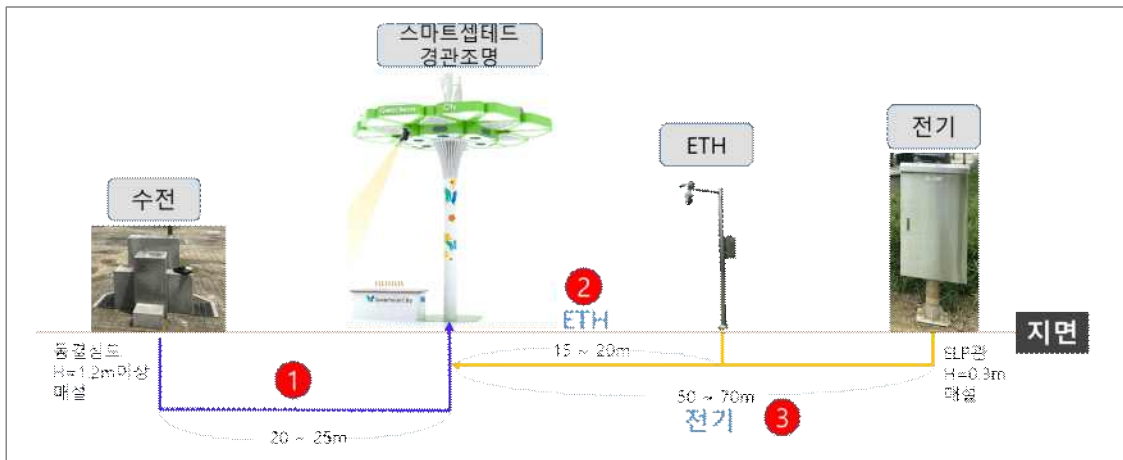 스마트셉테드
경관조명
전기
ETH
수전
2
ETH
지면
동결심도
H=1.2m이상
매설
1
15 ~ 20m
ELP관
H=0.3m
매설
50 ~ 70m
전기
3
20 ~ 25m